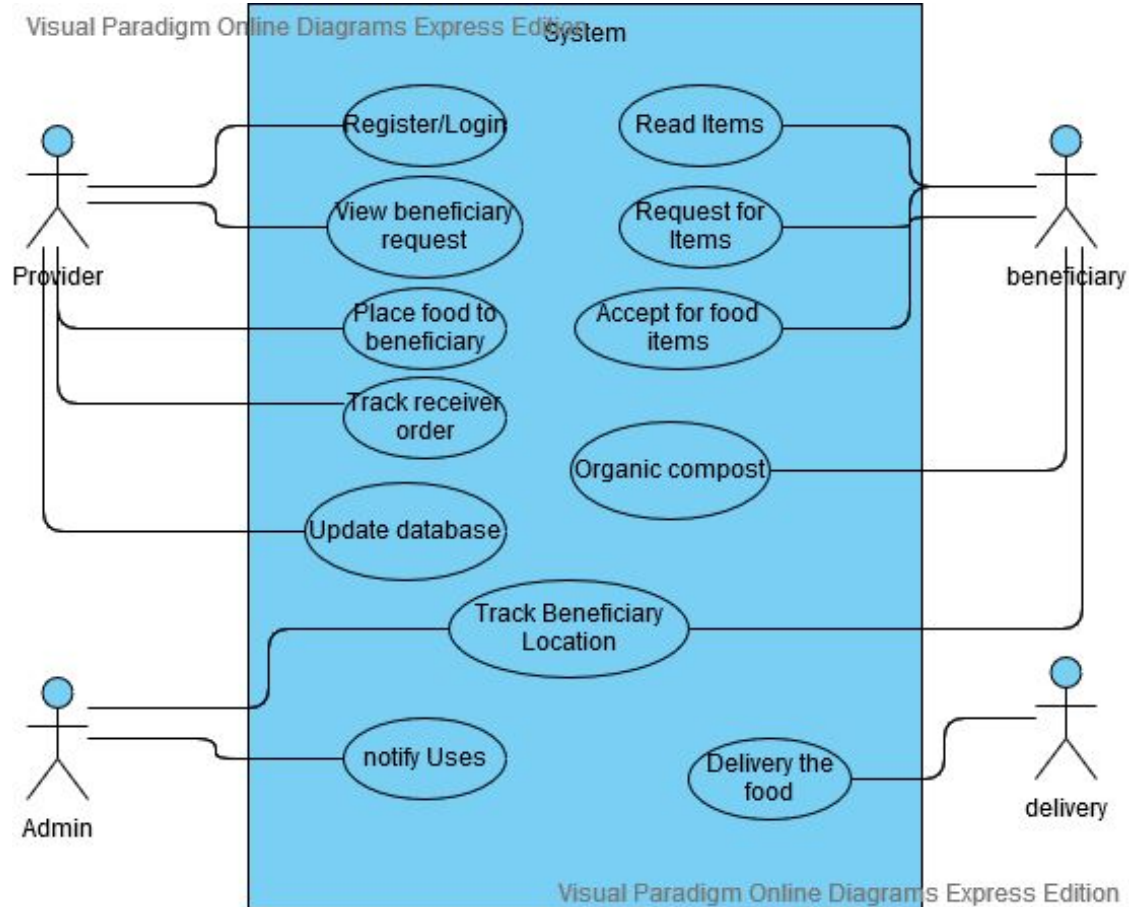 Visual Paradigm Online Diagrams Express Edition
System
Register/Login
Read Items
View beneficiary
request
Request for
Items
Provider
beneficiary
Place food to
beneficiary
Accept for food
items
Track receiver
order
Organic compost
Update database
Track Beneficiary
Location
notify Uses
Delivery the
food
Admin
delivery
Visual Paradigm Online Diagrams Express Edition